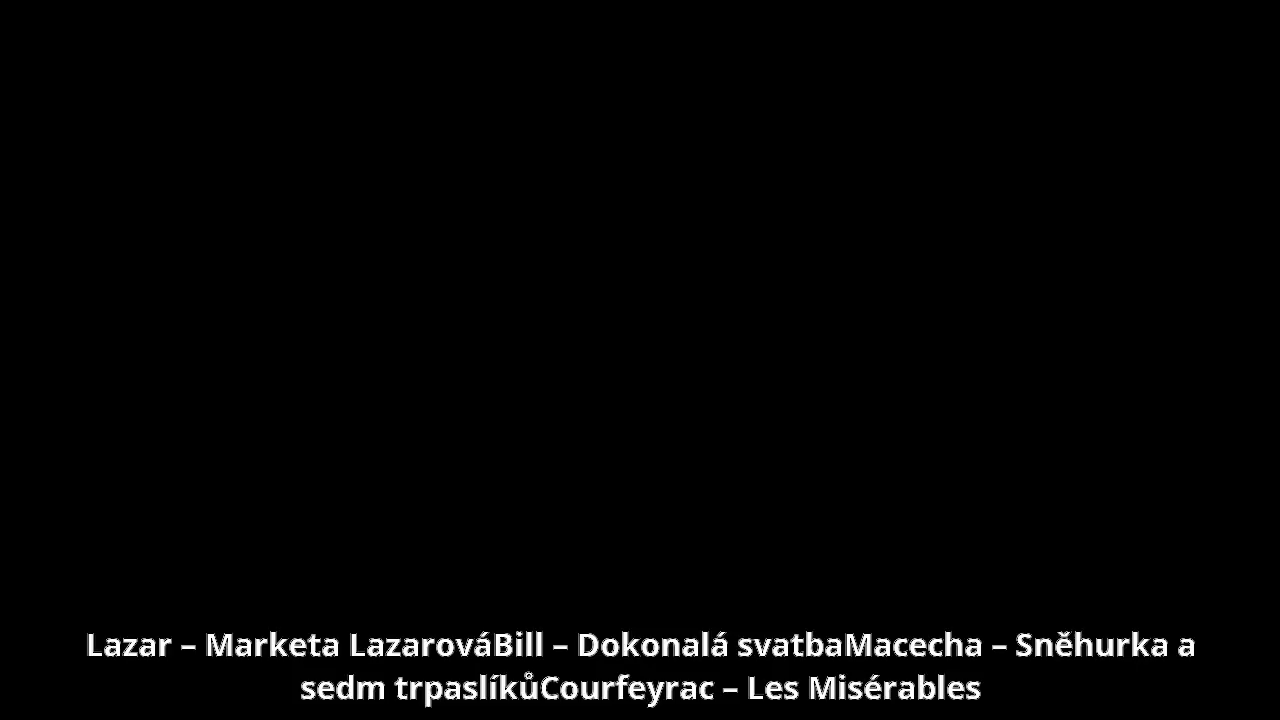 Lazar – Marketa LazarováBill – Dokonalá svatbaMacecha – Sněhurka a
sedm trpaslíkůCourfeyrac – Les Misérables